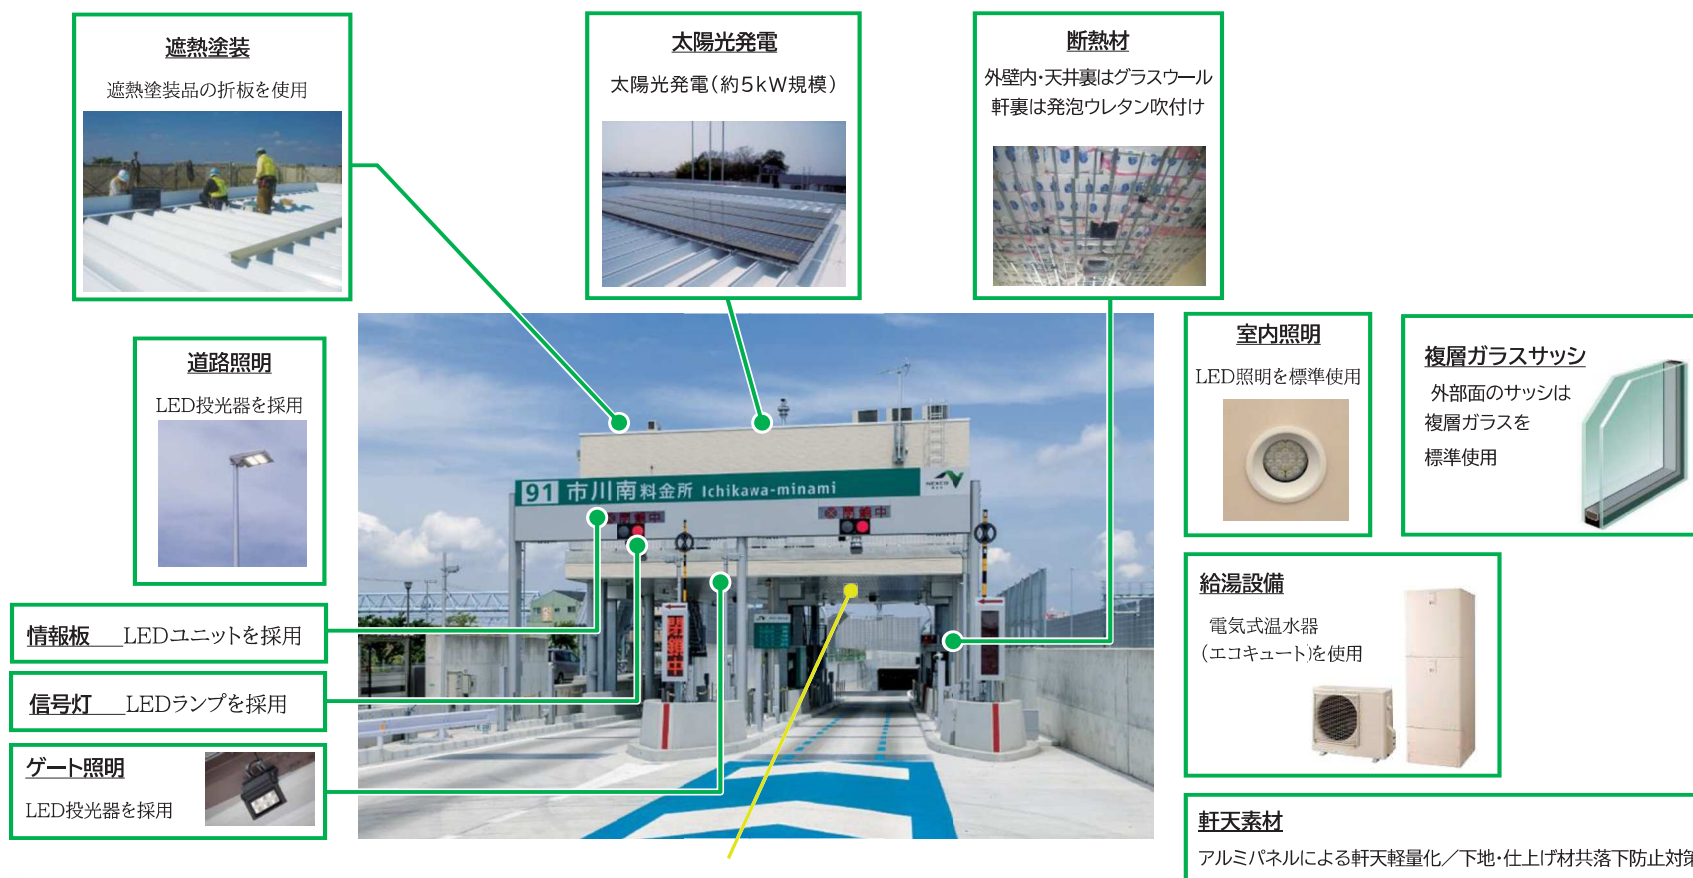 遮熱塗装
遮熱塗装品の折板を使用
太陽光発電
太陽光発電(約5kW規模)
断熱材
外壁内・天井裏はグラスウール
軒裏は発泡ウレタン吹付け
道路照明
LED投光器を採用
室内照明
LED照明を標準使用
複層ガラスサッシ
外部面のサッシは
複層ガラスを
標準使用
91 市川南料金所 Ichikawa-minami
NEXCO
閉鎖中
閉鎖中
情報板 LEDユニットを採用
信号灯 LEDランプを採用
ゲート照明
LED投光器を採用
給湯設備
電気式温水器
(エコキュート)を使用
軒天素材
アルミパネルによる軒天軽量化/下地・仕上げ材共落下防止対策